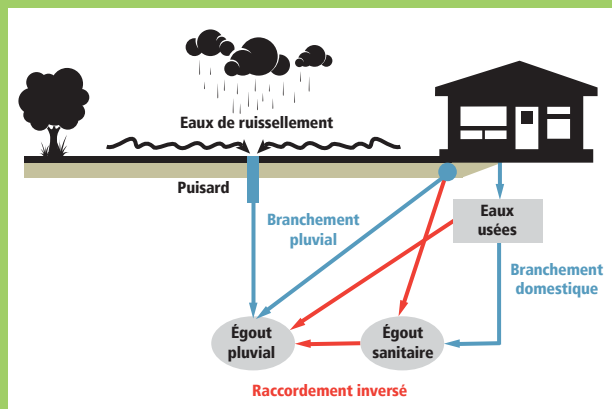 Eaux de ruissellement
Puisard
Branchement
pluvial
Eaux
usées
Branchement
domestique
Égout
pluvial
Égout
sanitaire
Raccordement inversé